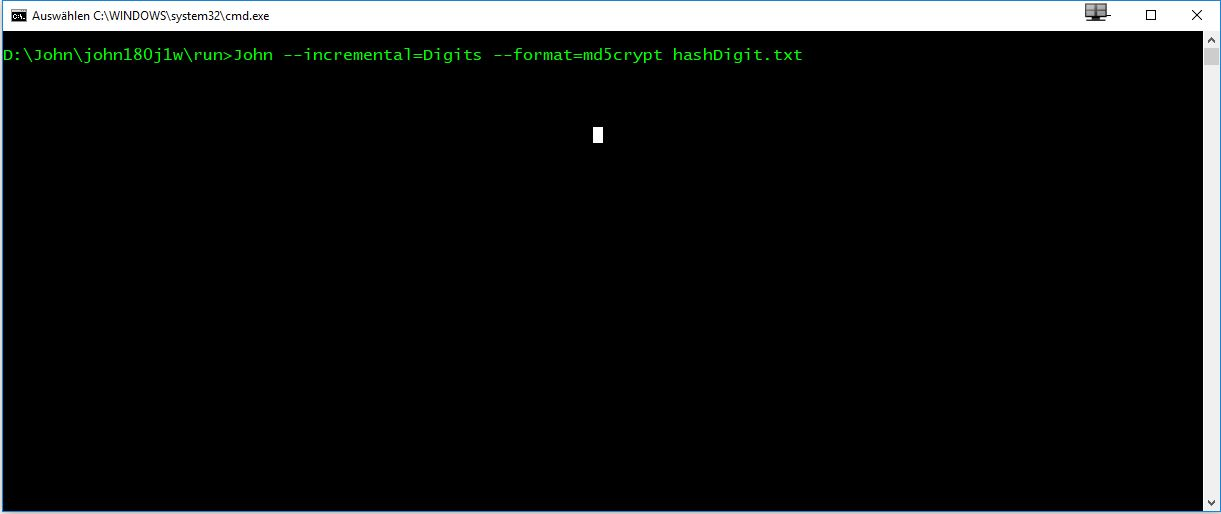 Auswählen C:\WINDOWS\system32\cmd.exe
D:\John\john180j1w\run>John --incremental=Digits --format=md5crypt hashDigit.txt